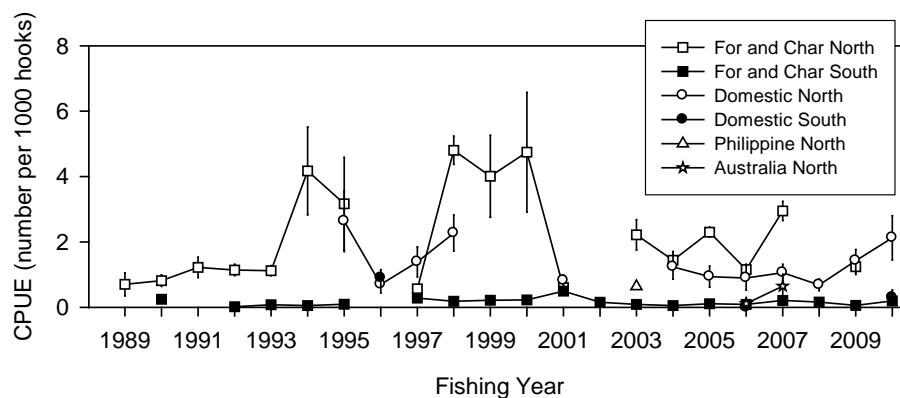 8
6
4
2
0
CPUE (number per 1000 hooks)
For and Char North
For and Char South
Domestic North
Domestic South
Philippine North
Australia North
1989 1991 1993 1995 1997 1999 2001 2003 2005 2007 2009
Fishing Year